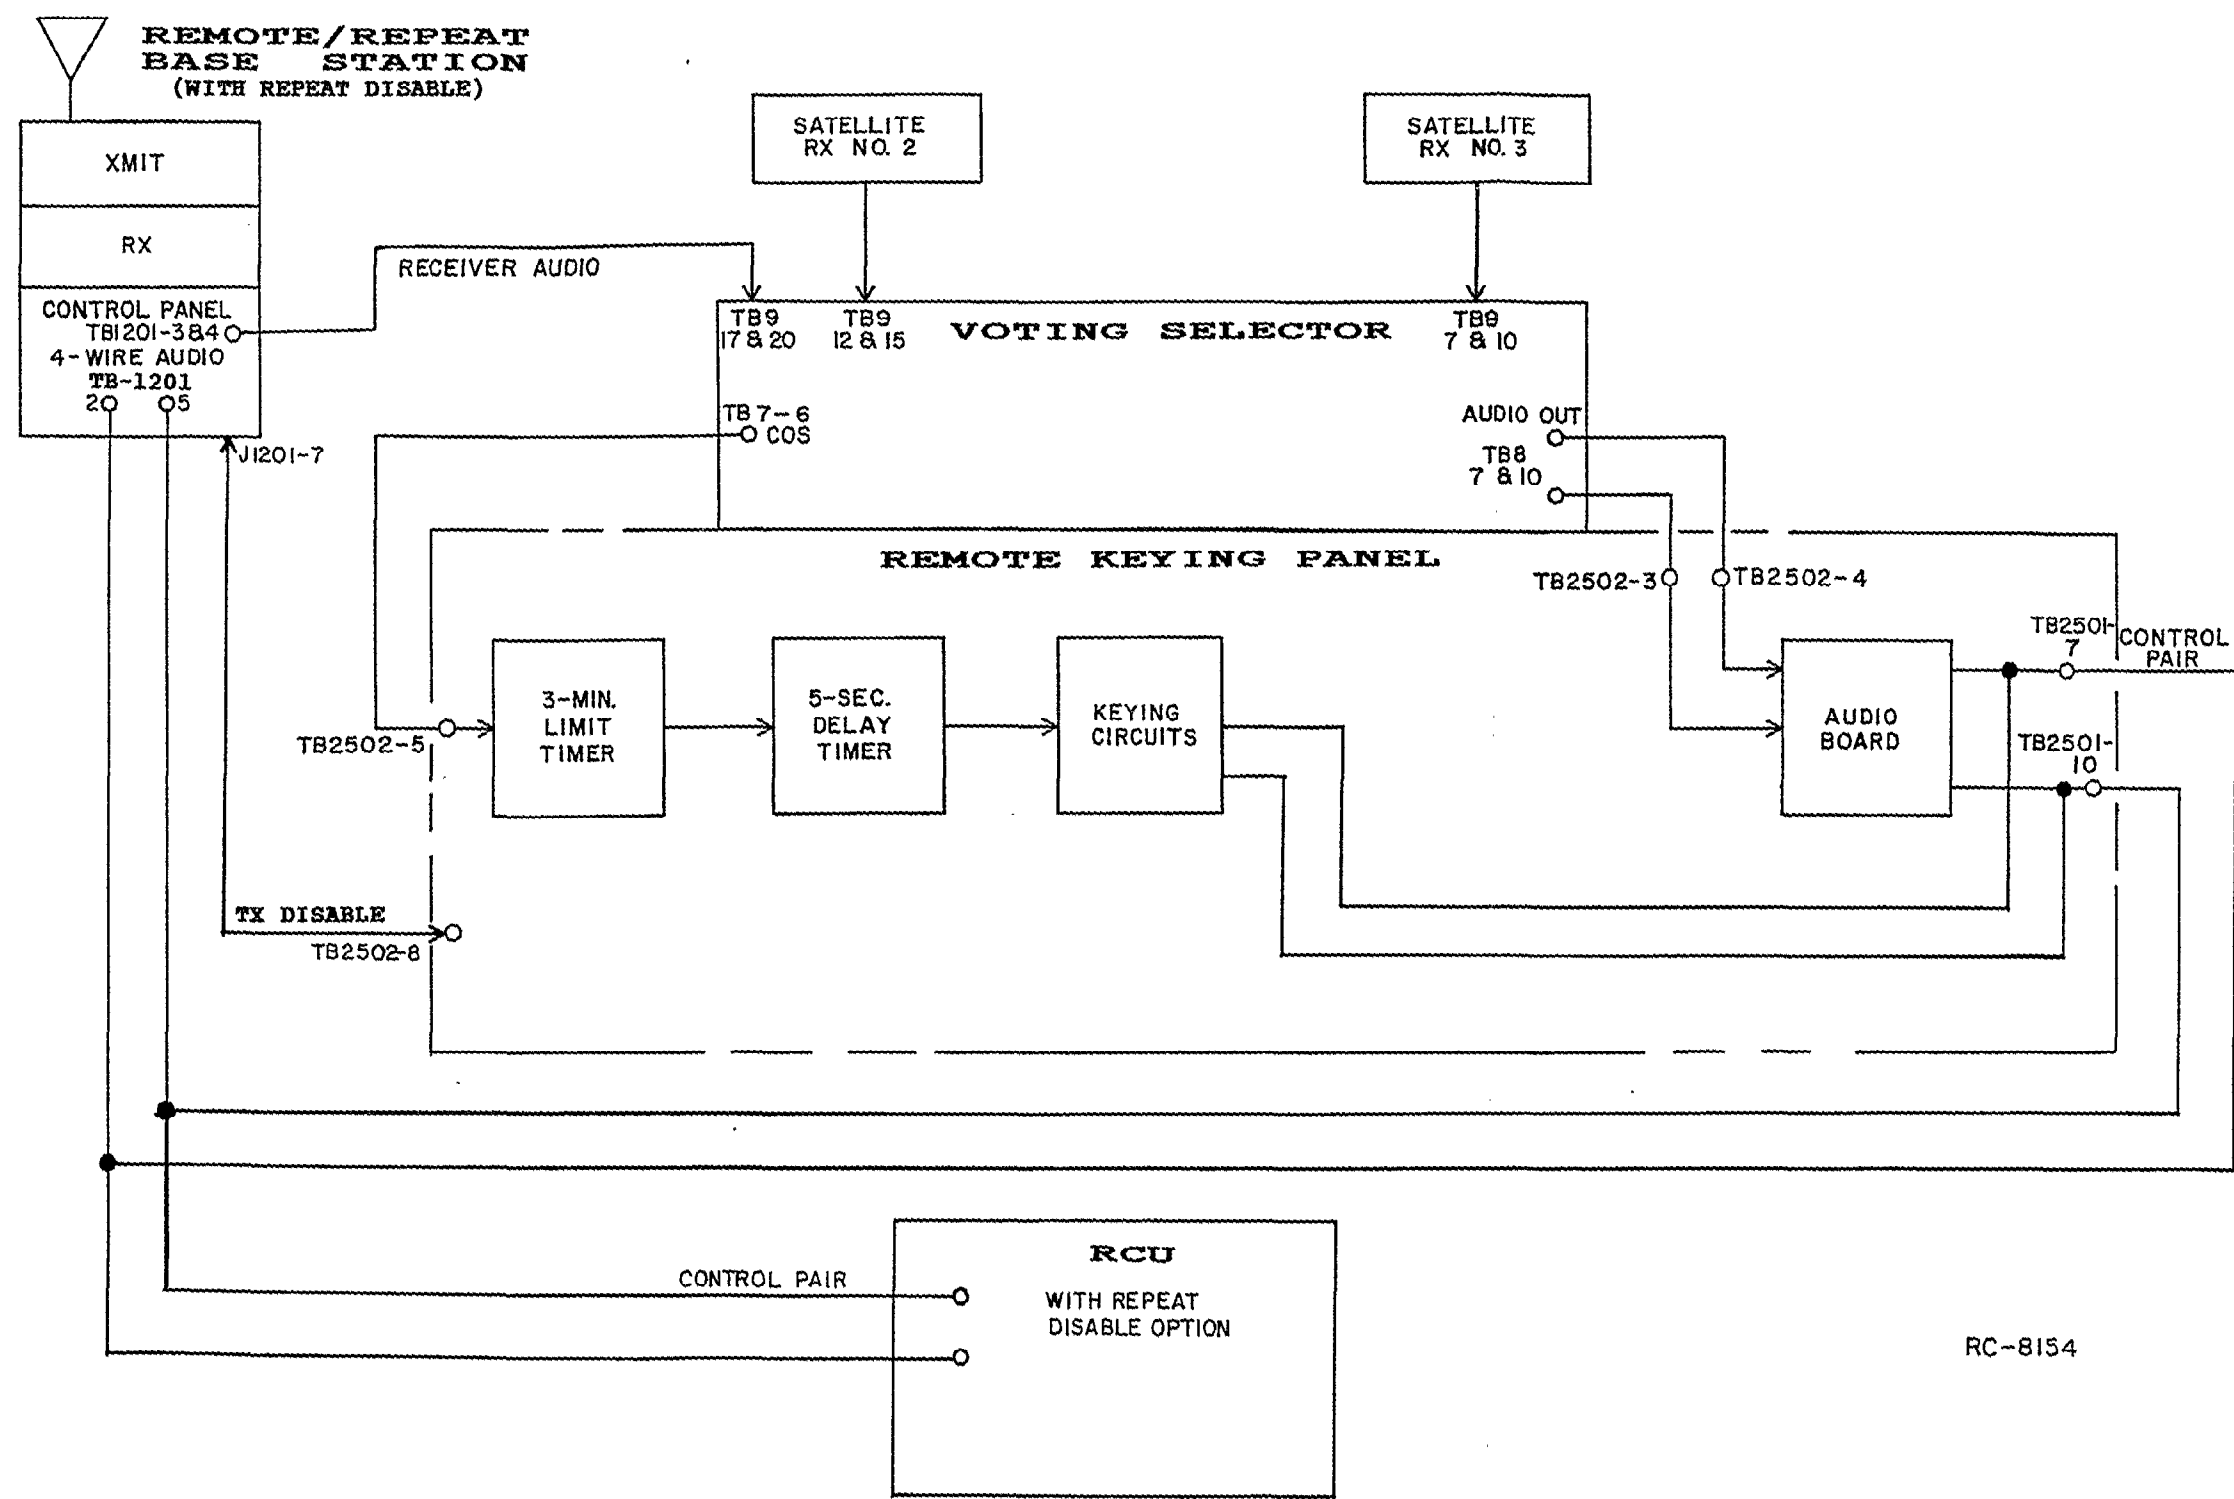 REMOTE/REPEAT
BASE STATION
(WITH REPEAT DISABLE)
XMIT
RX
CONTROL PANEL
TB1201-3&4
4-WIRE AUDIO
TB-1201
2
5
J1201-7
RECEIVER AUDIO
SATELLITE
RX NO. 2
SATELLITE
RX NO. 3
VOTING SELECTOR
TB9
17 & 20
TB9
12 & 15
TB9
7 & 10
TB7-6
COS
AUDIO OUT
TB8
7 & 10
REMOTE KEYING PANEL
TB2502-3
TB2502-4
TB2501-
7
CONTROL
PAIR
3-MIN.
LIMIT
TIMER
5-SEC.
DELAY
TIMER
KEYING
CIRCUITS
AUDIO
BOARD
TB2502-5
TB2501-
10
TX DISABLE
TB2502-8
RCU
CONTROL PAIR
WITH REPEAT
DISABLE OPTION
RC-8154